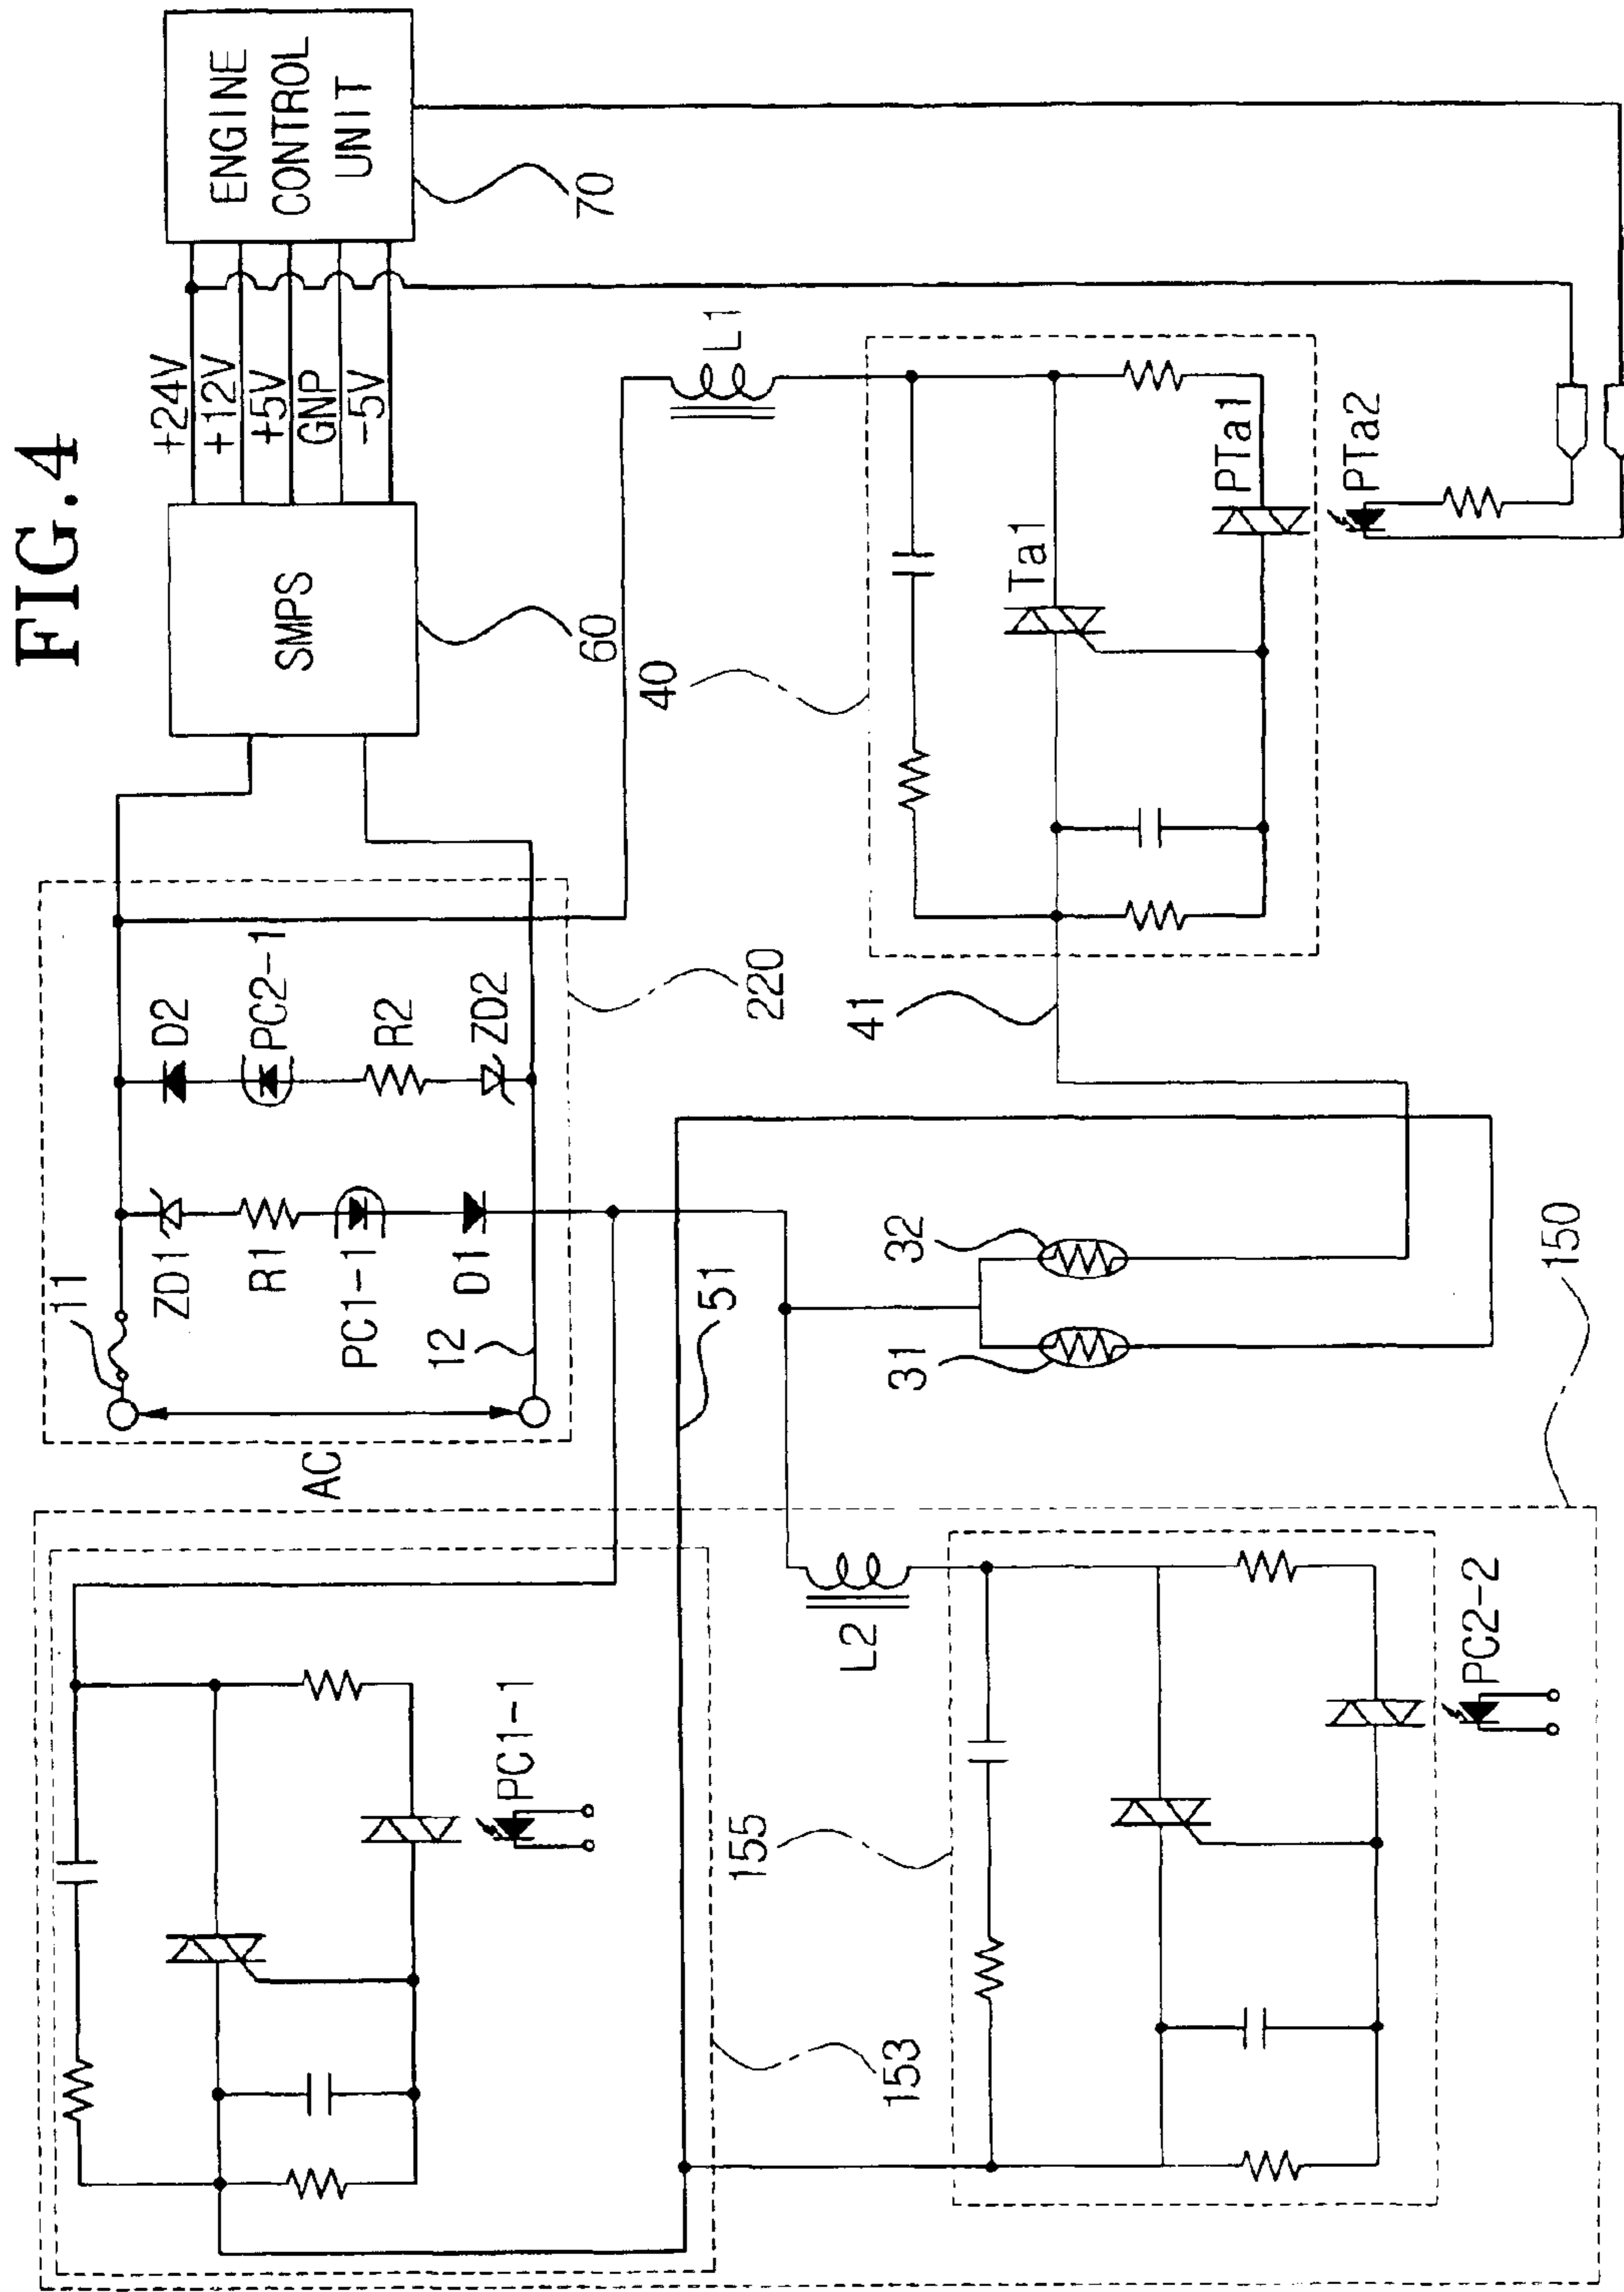 FIG.4
AC
11
12
ZD1
R1
PC1-1
D1
D2
PC2-1
R2
ZD2
220
SMPS
60
+24V
+12V
+5V
GNP
-5V
ENGINE
CONTROL
UNIT
70
L1
40
Ta1
PTa1
PTa2
41
51
31
32
150
153
PC1-1
L2
155
PC2-2